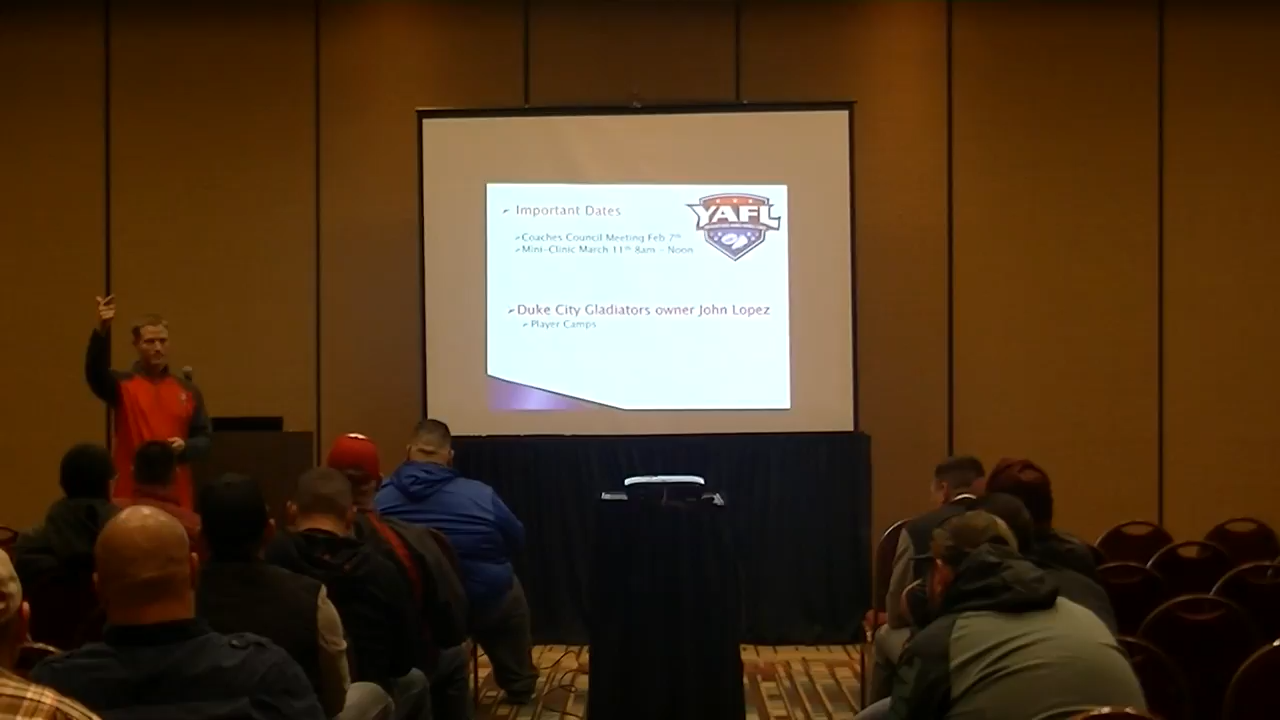 Important Dates
YAFL
Coaches Council Meeting Feb 7th
Mini-Clinic March 11th 8am - Noon
Duke City Gladiators owner John Lopez
Player Camps